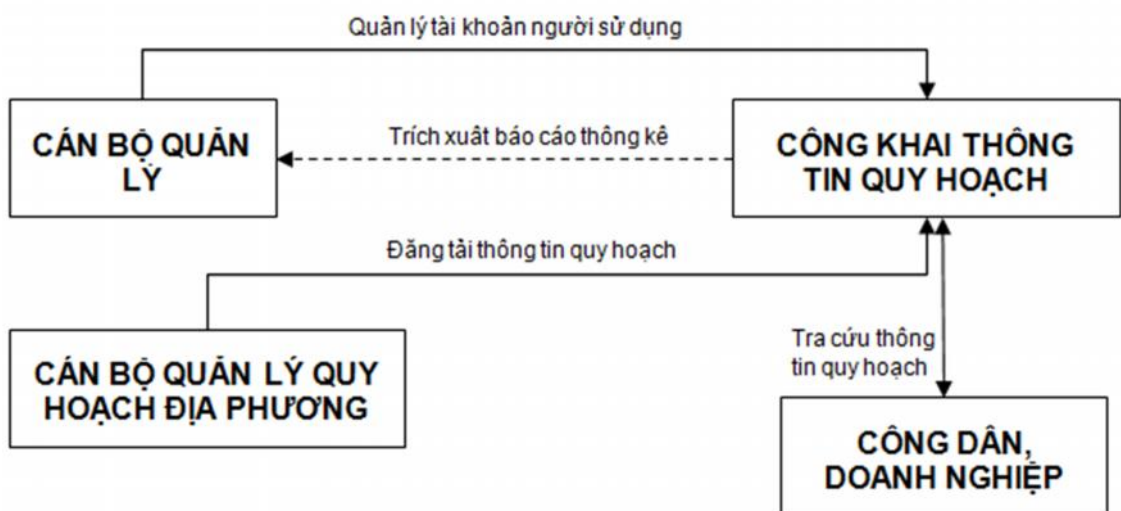 Quản lý tài khoản người sử dụng
CÁN BỘ QUẢN
LÝ
Trích xuất báo cáo thống kê
CÔNG KHAI THÔNG
TIN QUY HOẠCH
Đăng tải thông tin quy hoạch
CÁN BỘ QUẢN LÝ QUY
HOẠCH ĐỊA PHƯƠNG
Tra cứu thông
tin quy hoạch
CÔNG DÂN,
DOANH NGHIỆP